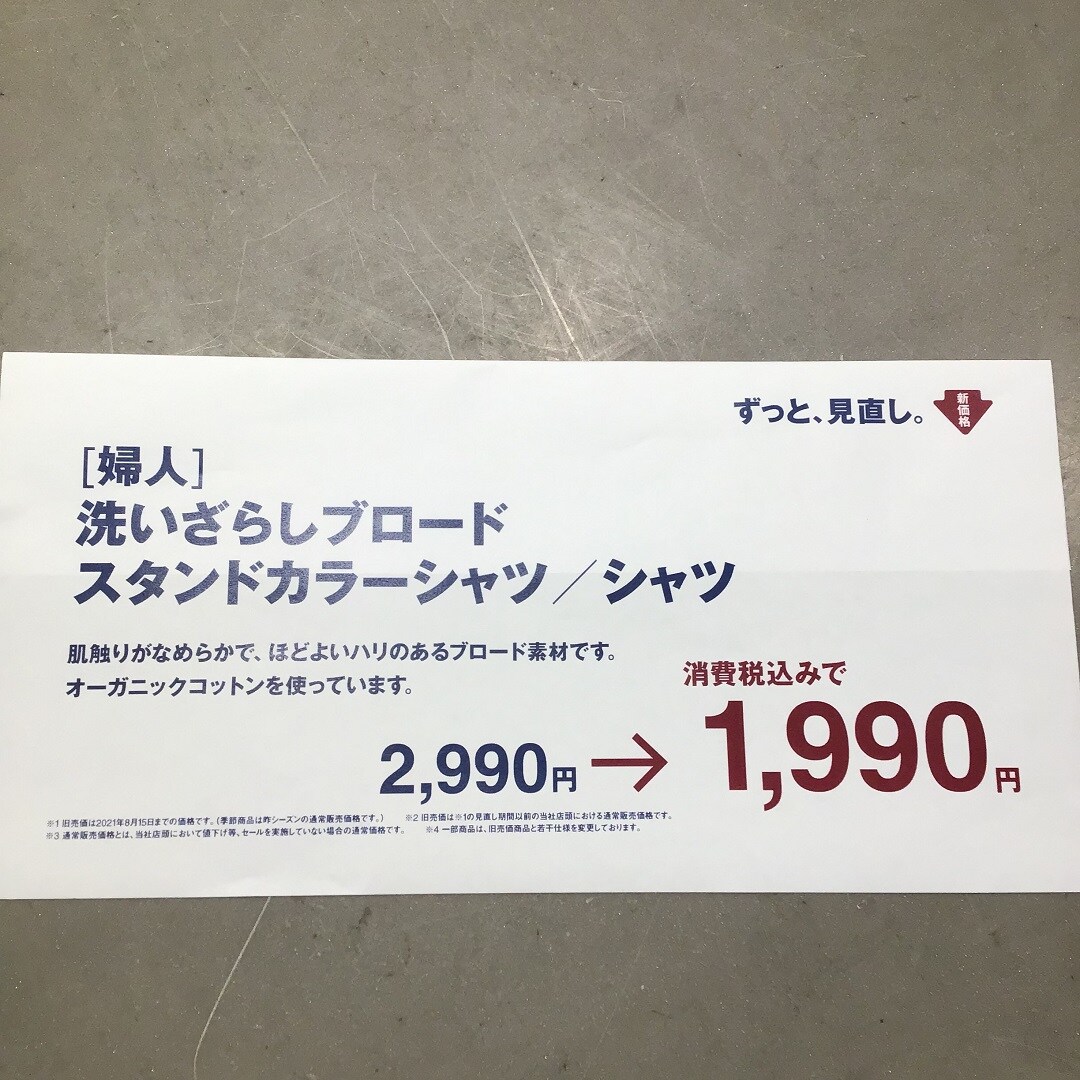 ずっと、見直し。
新価格
[婦人]
洗いざらしブロード
スタンドカラーシャツ／シャツ
肌触りがなめらかで、ほどよいハリのあるブロード素材です。
オーガニックコットンを使っています。
消費税込みで
2,990円→1,990円
※1 旧売価は2021年8月15日までの価格です。(季節商品は昨シーズンの通常販売価格です。) ※2 旧売価は※1の見直し期間以前の当社店頭における通常販売価格です。
※3 通常販売価格とは、当社店頭において値下げ等、セールを実施していない場合の通常価格です。 ※4 一部商品は、旧売価商品と若干仕様を変更しております。